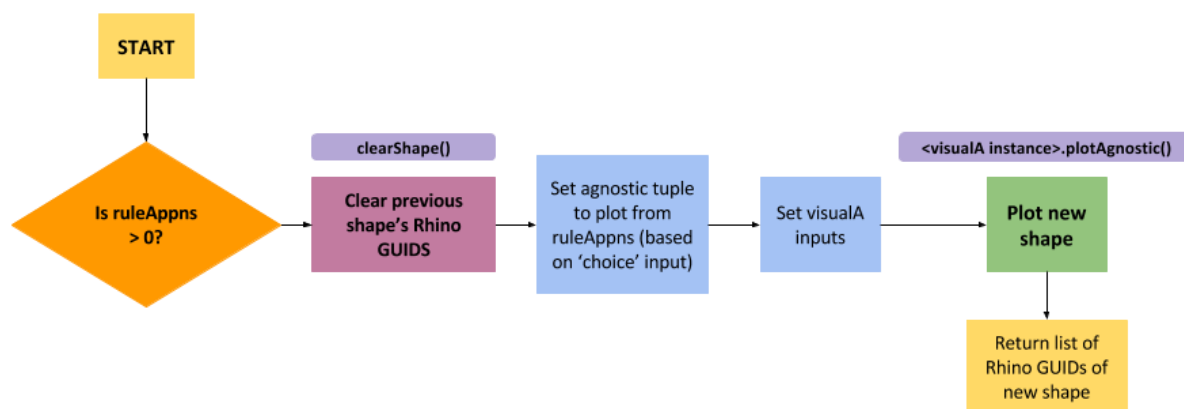 START
Is ruleAppns
> 0?
clearShape()
Clear previous
shape's Rhino
GUIDS
Set agnostic tuple
to plot from
ruleAppns (based
on 'choice' input)
Set visualA
inputs
<visualA instance>.plotAgnostic()
Plot new
shape
Return list of
Rhino GUIDs of
new shape